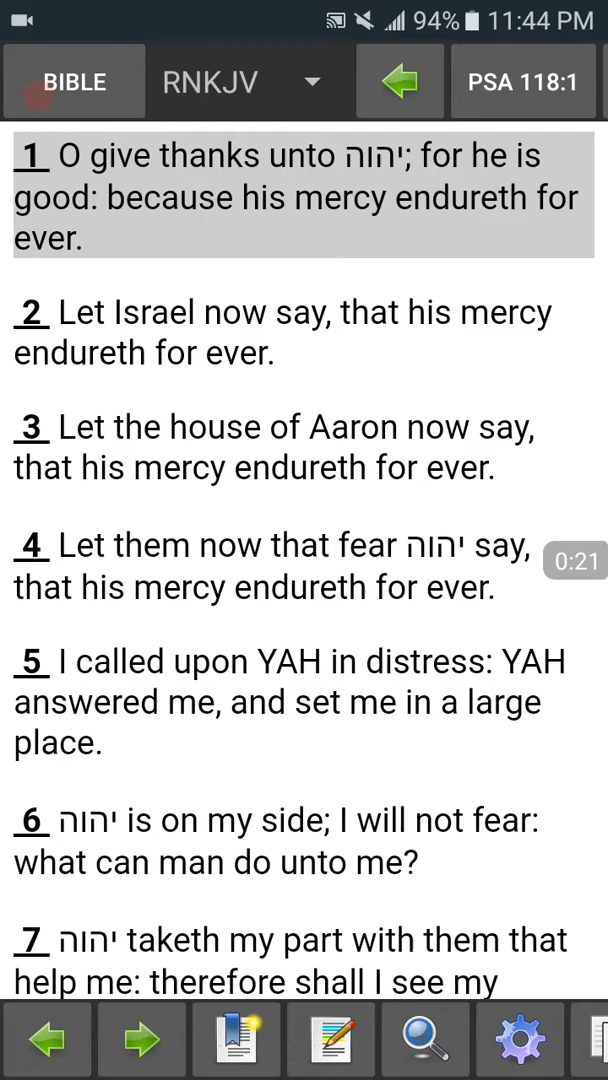 94% 11:44 PM
BIBLE RNKJV PSA 118:1
1 O give thanks unto יהוה; for he is
good: because his mercy endureth for
ever.
2 Let Israel now say, that his mercy
endureth for ever.
3 Let the house of Aaron now say,
that his mercy endureth for ever.
4 Let them now that fear יהוה say,
0:21
that his mercy endureth for ever.
5 I called upon YAH in distress: YAH
answered me, and set me in a large
place.
6 יהוה is on my side; I will not fear:
what can man do unto me?
7 יהוה taketh my part with them that
help me: therefore shall I see my